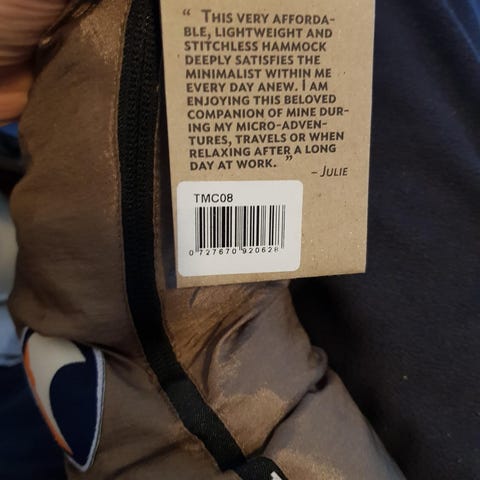 “ This very afforda-
ble, lightweight and
stitchless hammock
deeply satisfies the
minimalist within me
every day anew. I am
enjoying this beloved
companion of mine dur-
ing my micro-adven-
tures, travels or when
relaxing after a long
day at work. ”
– Julie
TMC08
0 727670 920628